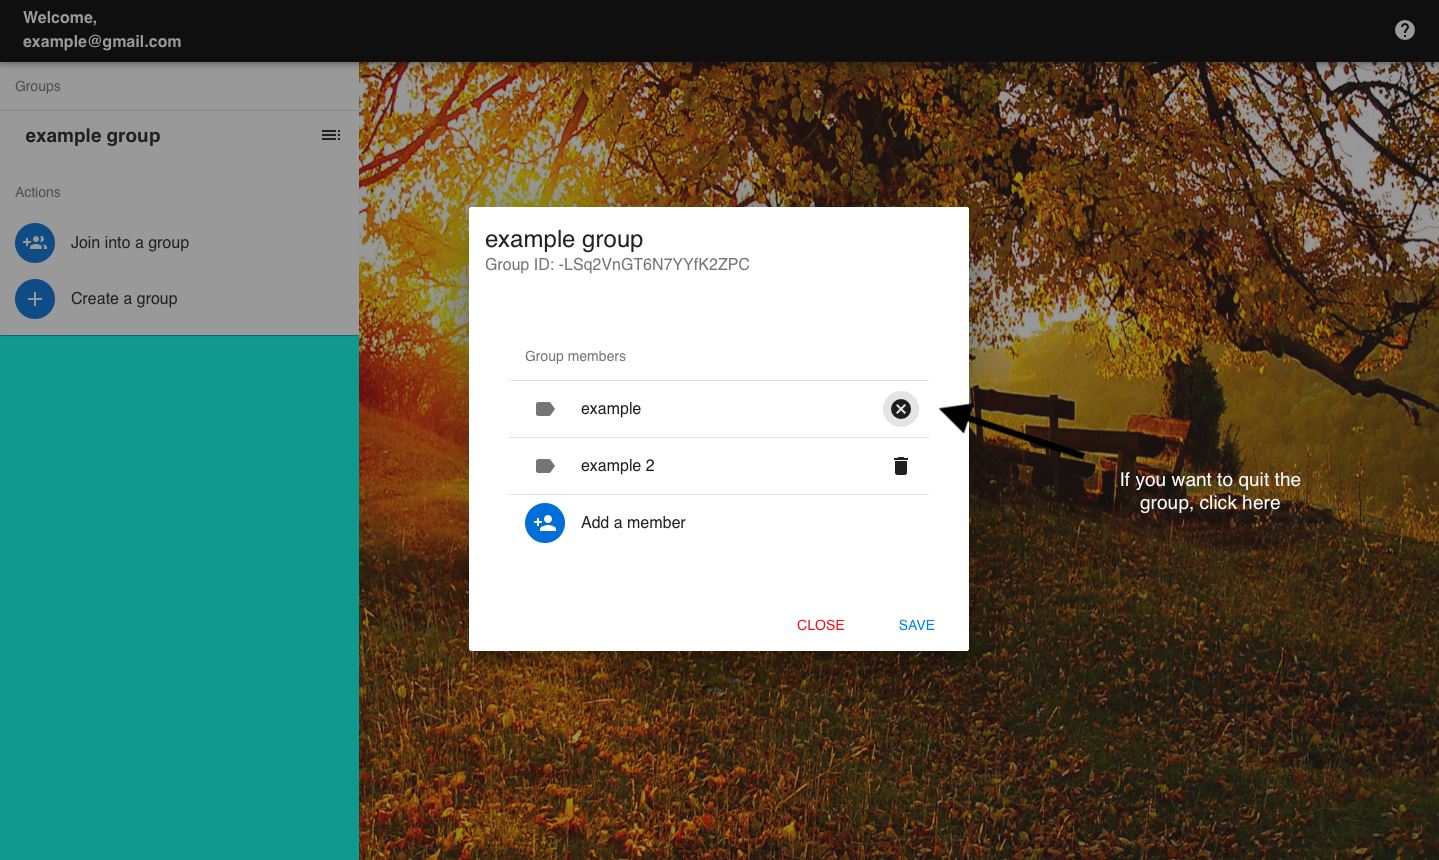 Welcome,
example@gmail.com
Groups
example group
Actions
Join into a group
Create a group
example group
Group ID: -LSq2VnGT6N7YYfK2ZPC
Group members
example
example 2
Add a member
CLOSE
SAVE
If you want to quit the
group, click here